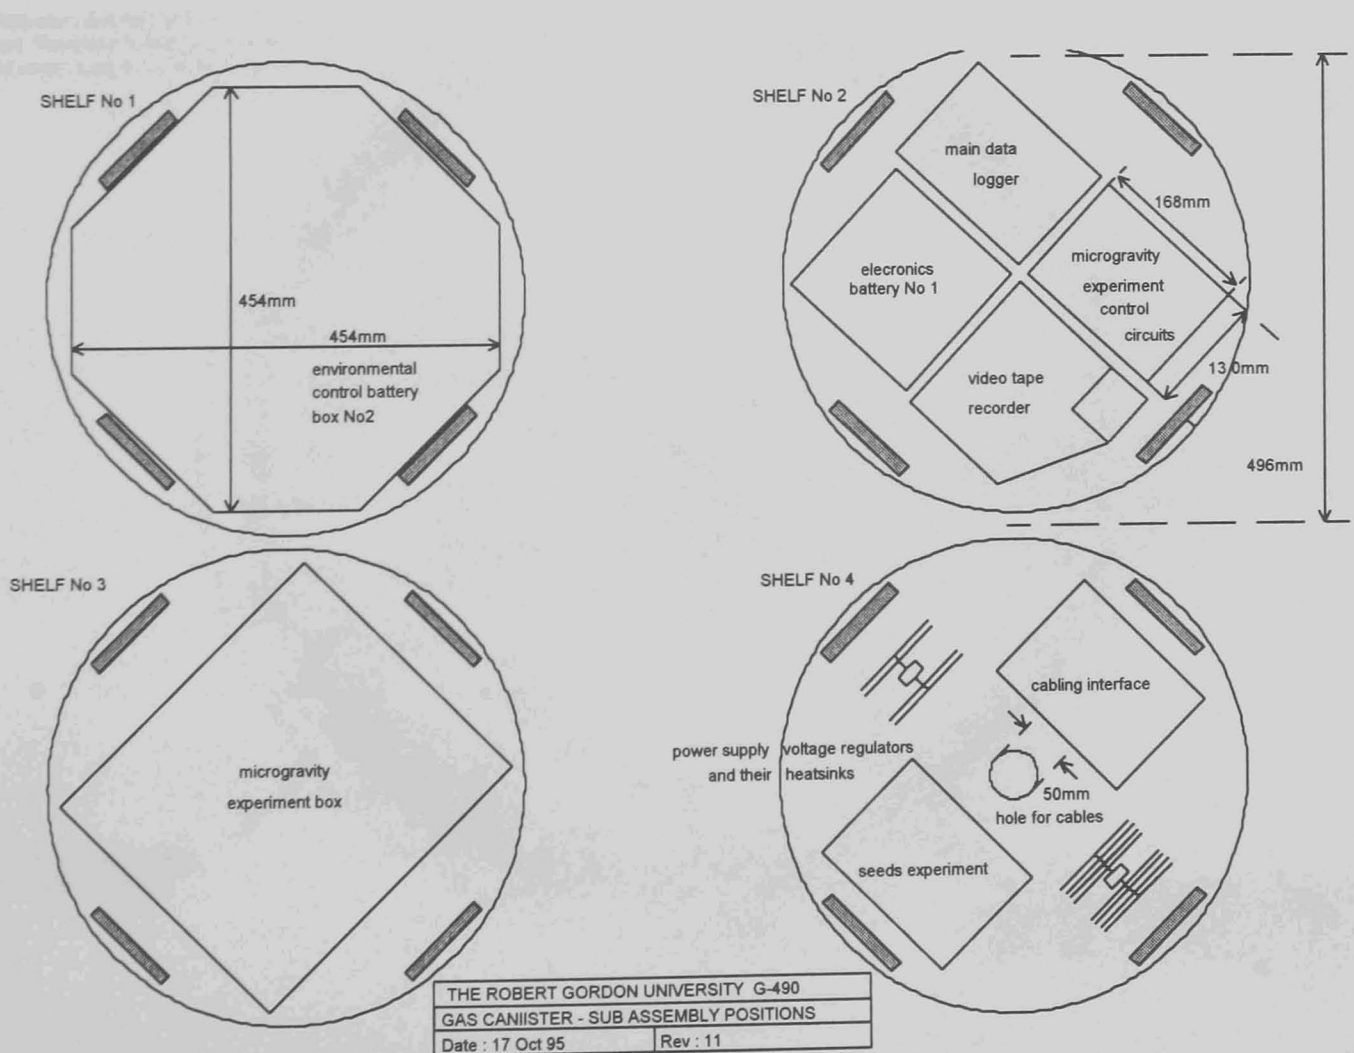 SHELF No 1
454mm
454mm
environmental
control battery
box No2
SHELF No 2
main data
logger
168mm
elecronics
battery No 1
microgravity
experiment
control
circuits
13.0mm
video tape
recorder
496mm
SHELF No 3
microgravity
experiment box
SHELF No 4
cabling interface
power supply voltage regulators
and their heatsinks
50mm
hole for cables
seeds experiment
THE ROBERT GORDON UNIVERSITY G-490
GAS CANIISTER - SUB ASSEMBLY POSITIONS
Date : 17 Oct 95
Rev : 11